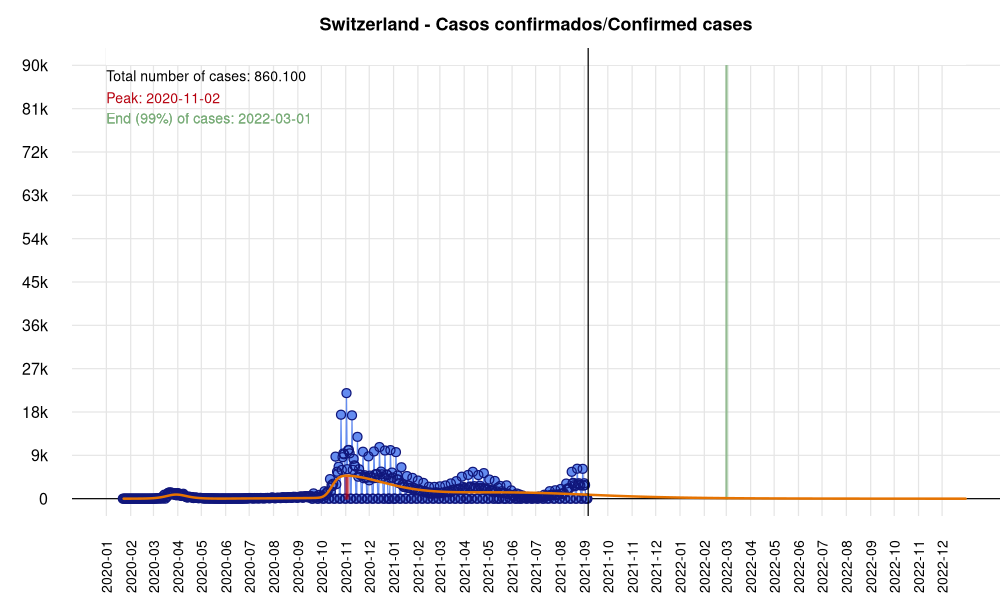 Switzerland - Casos confirmados/Confirmed cases
90k
Total number of cases: 860.100
Peak: 2020-11-02
81k
End (99%) of cases: 2022-03-01
72k
63k
54k
45k
36k
27k
18k
9k
0
2020-01
2020-02
2020-03
2020-04
2020-05
2020-06
2020-07
2020-08
2020-09
2020-10
2020-11
2020-12
2021-01
2021-02
2021-03
2021-04
2021-05
2021-06
2021-07
2021-08
2021-09
2021-10
2021-11
2021-12
2022-01
2022-02
2022-03
2022-04
2022-05
2022-06
2022-07
2022-08
2022-09
2022-10
2022-11
2022-12